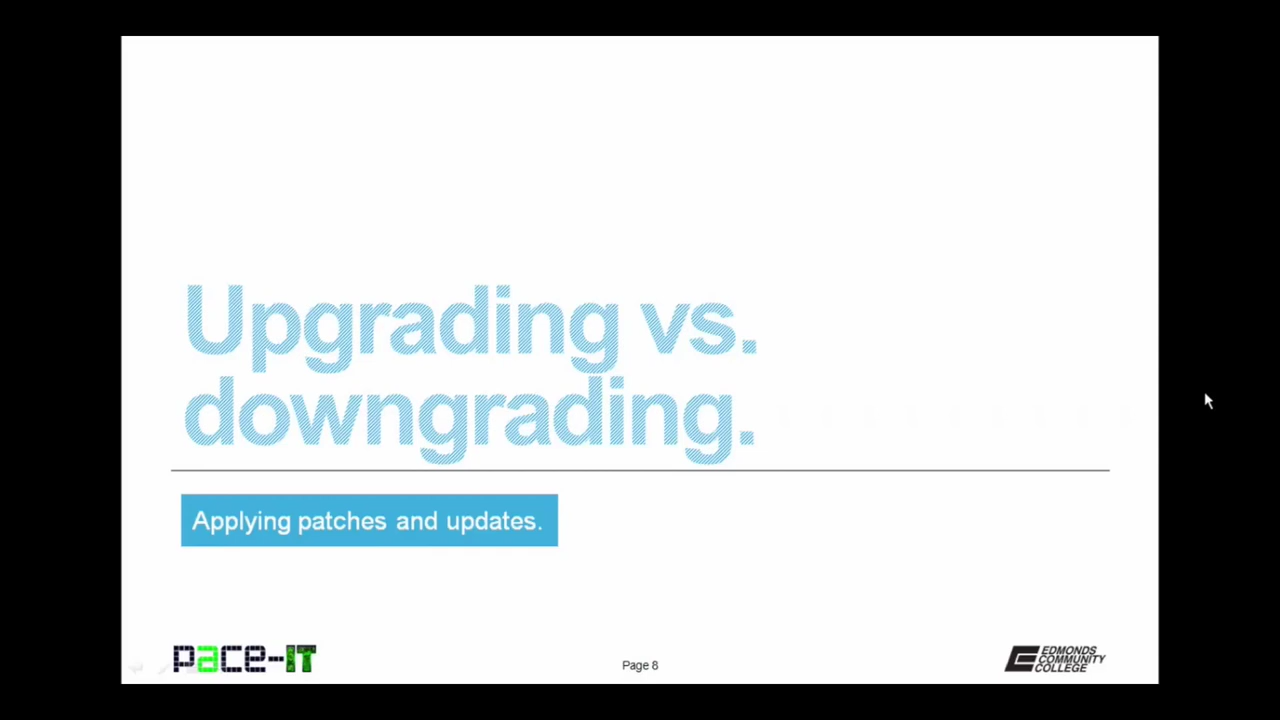 Upgrading vs.
downgrading.
Applying patches and updates.
pace-IT
Page 8
EDMONDS
COMMUNITY
COLLEGE